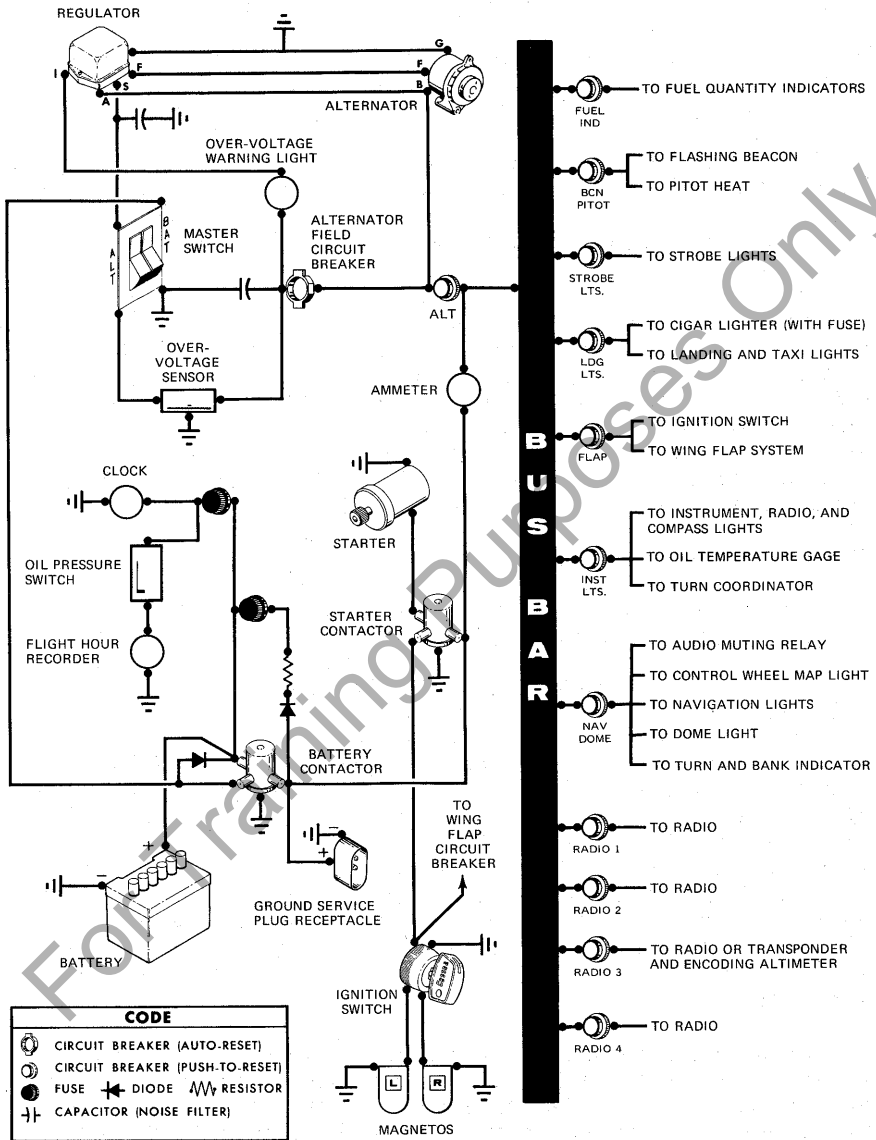 REGULATOR
I
F
S
A
G
F
B
ALTERNATOR
OVER-VOLTAGE
WARNING LIGHT
BAT
ALT
MASTER
SWITCH
ALTERNATOR
FIELD
CIRCUIT
BREAKER
ALT
OVER-
VOLTAGE
SENSOR
AMMETER
CLOCK
OIL PRESSURE
SWITCH
FLIGHT HOUR
RECORDER
STARTER
STARTER
CONTACTOR
BATTERY
CONTACTOR
+
-
BATTERY
-
+
GROUND SERVICE
PLUG RECEPTACLE
TO
WING
FLAP
CIRCUIT
BREAKER
IGNITION
SWITCH
L
R
MAGNETOS
BUS BAR
FUEL
IND
TO FUEL QUANTITY INDICATORS
BCN
PITOT
TO FLASHING BEACON
TO PITOT HEAT
STROBE
LTS.
TO STROBE LIGHTS
LDG
LTS.
TO CIGAR LIGHTER (WITH FUSE)
TO LANDING AND TAXI LIGHTS
FLAP
TO IGNITION SWITCH
TO WING FLAP SYSTEM
INST
LTS.
TO INSTRUMENT, RADIO, AND
COMPASS LIGHTS
TO OIL TEMPERATURE GAGE
TO TURN COORDINATOR
NAV
DOME
TO AUDIO MUTING RELAY
TO CONTROL WHEEL MAP LIGHT
TO NAVIGATION LIGHTS
TO DOME LIGHT
TO TURN AND BANK INDICATOR
RADIO 1
TO RADIO
RADIO 2
TO RADIO
RADIO 3
TO RADIO OR TRANSPONDER
AND ENCODING ALTIMETER
RADIO 4
TO RADIO
CODE
CIRCUIT BREAKER (AUTO-RESET)
CIRCUIT BREAKER (PUSH-TO-RESET)
FUSE DIODE RESISTOR
CAPACITOR (NOISE FILTER)
For Training Purposes Only